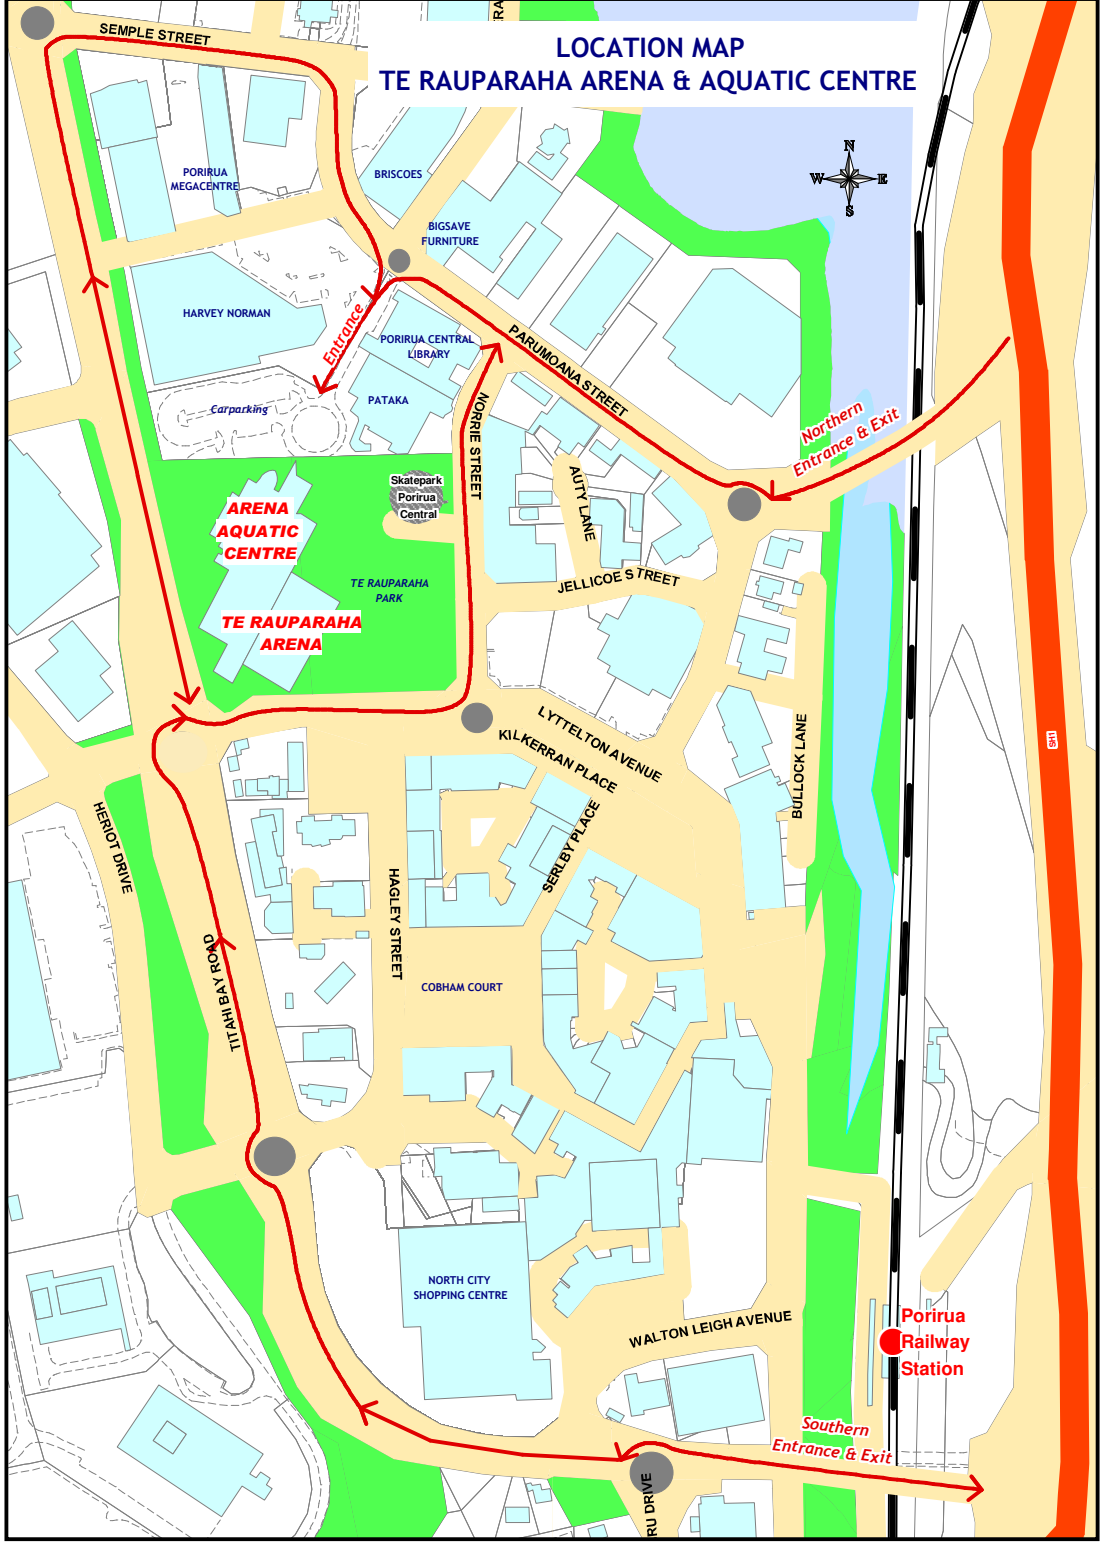 SEMPLE STREET
LOCATION MAP
TE RAUPARAHA ARENA & AQUATIC CENTRE
N
W E
S
PORIRUA
MEGACENTRE
BRISCOES
BIGSAVE
FURNITURE
HARVEY NORMAN
Entrance
PORIRUA CENTRAL
LIBRARY
PARUMOANA STREET
Carparking
PATAKA
NORRIE STREET
Northern
Entrance & Exit
Skatepark
Porirua
Central
AUTY LANE
ARENA
AQUATIC
CENTRE
TE RAUPARAHA
PARK
JELLICOE STREET
TE RAUPARAHA
ARENA
LYTTELTON AVENUE
KILKERRAN PLACE
SH1
BULLOCK LANE
HERIOT DRIVE
SERLBY PLACE
HAGLEY STREET
TITAHI BAY ROAD
COBHAM COURT
NORTH CITY
SHOPPING CENTRE
WALTON LEIGH AVENUE
Porirua
Railway
Station
Southern
Entrance & Exit
RU DRIVE